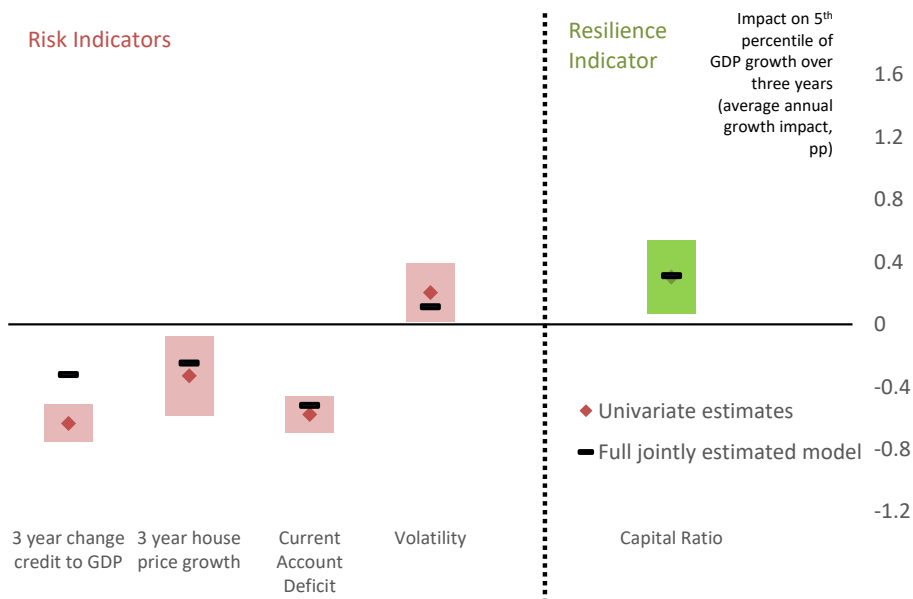 Risk Indicators
Resilience
Indicator
Impact on 5th
percentile of
GDP growth over
three years
(average annual
growth impact,
pp)
1.6
1.2
0.8
0.4
0
-0.4
-0.8
-1.2
Univariate estimates
Full jointly estimated model
3 year change
credit to GDP
3 year house
price growth
Current
Account
Deficit
Volatility
Capital Ratio